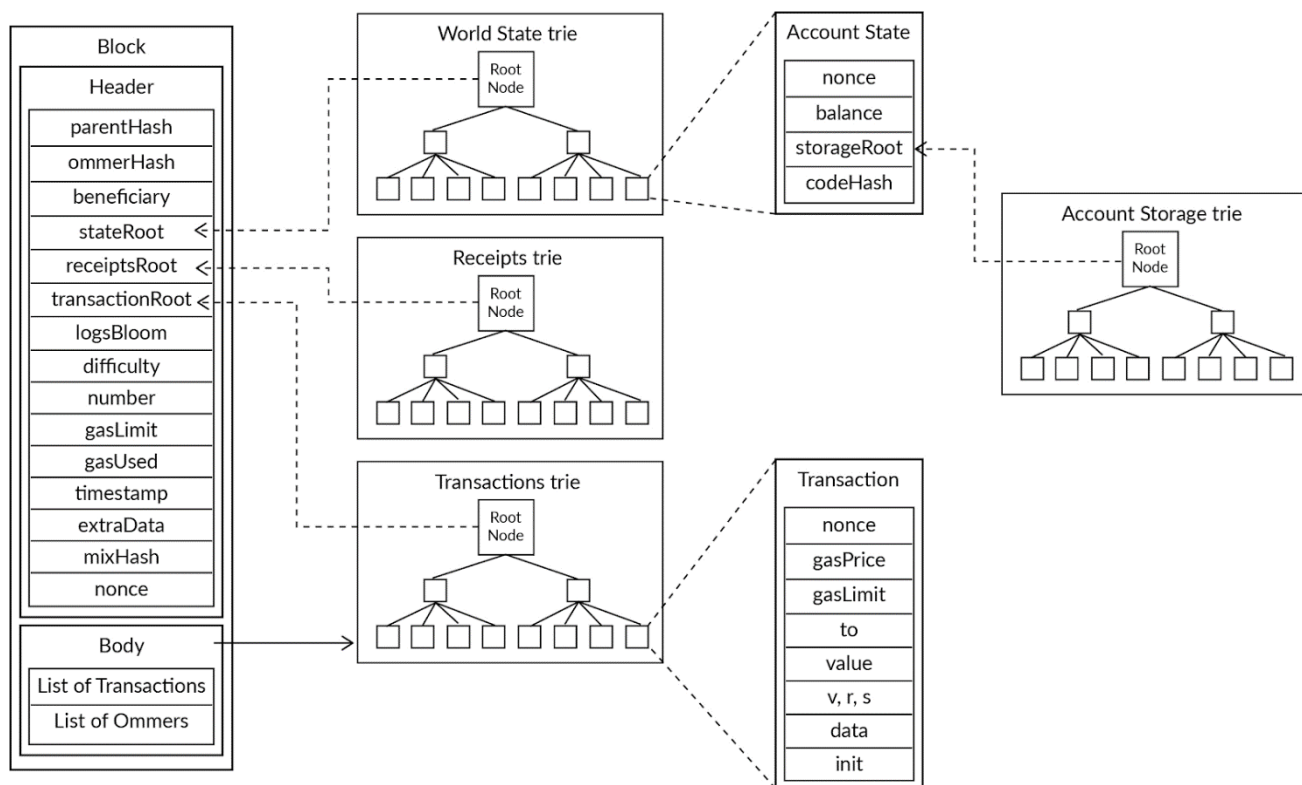 Block
Header
parentHash
ommerHash
beneficiary
stateRoot
receiptsRoot
transactionRoot
logsBloom
difficulty
number
gasLimit
gasUsed
timestamp
extraData
mixHash
nonce
Body
List of Transactions
List of Ommers
World State trie
Root
Node
Receipts trie
Root
Node
Transactions trie
Root
Node
Account State
nonce
balance
storageRoot
codeHash
Account Storage trie
Root
Node
Transaction
nonce
gasPrice
gasLimit
to
value
v, r, s
data
init